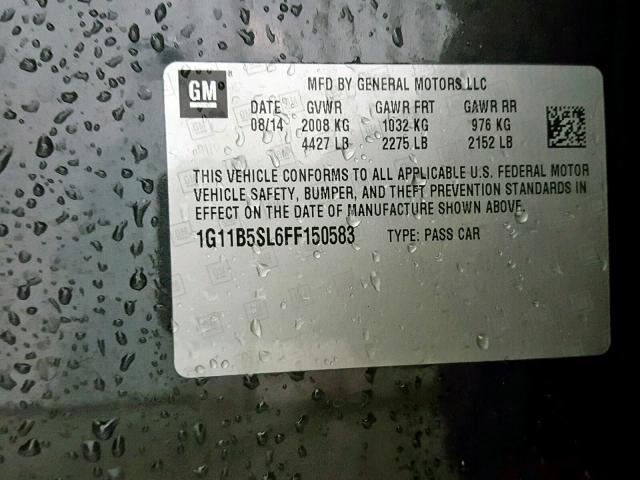 GM
MFD BY GENERAL MOTORS LLC
DATE GVWR GAWR FRT GAWR RR
08/14 2008 KG 1032 KG 976 KG
4427 LB 2275 LB 2152 LB
THIS VEHICLE CONFORMS TO ALL APPLICABLE U.S. FEDERAL MOTOR
VEHICLE SAFETY, BUMPER, AND THEFT PREVENTION STANDARDS IN
EFFECT ON THE DATE OF MANUFACTURE SHOWN ABOVE.
1G11B5SL6FF150583 TYPE: PASS CAR